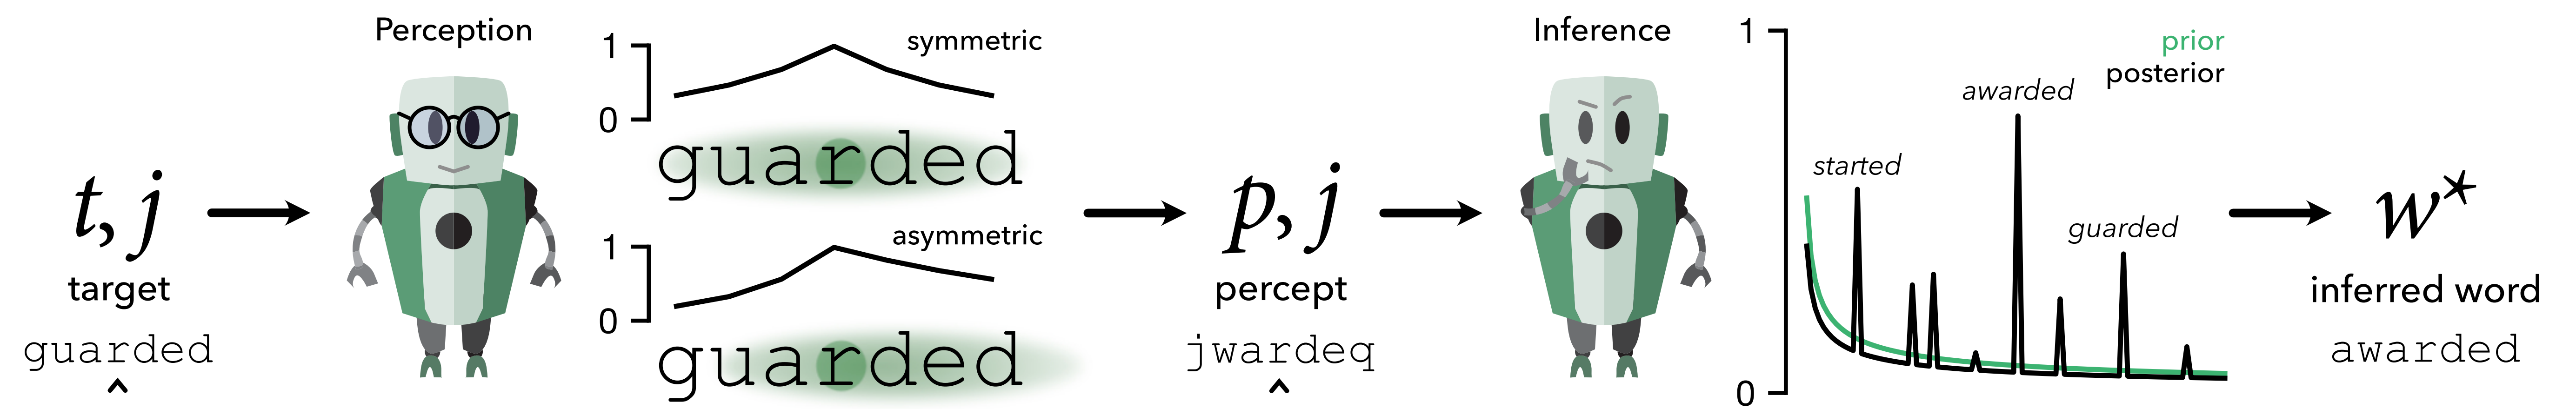 t, j
target
guarded
^
Perception
1
0
symmetric
guarded
1
0
asymmetric
guarded
p, j
percept
jwardeq
^
Inference
1
0
prior
posterior
started
awarded
guarded
w*
inferred word
awarded